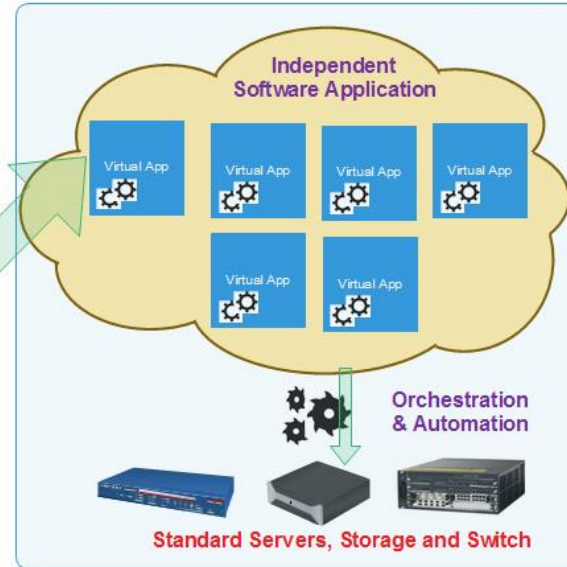 Independent
Software Application
Virtual App
Virtual App
Virtual App
Virtual App
Virtual App
Virtual App
Orchestration
& Automation
Standard Servers, Storage and Switch